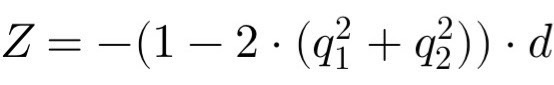 Z = −(1 − 2 · (q₁² + q₂²)) · d